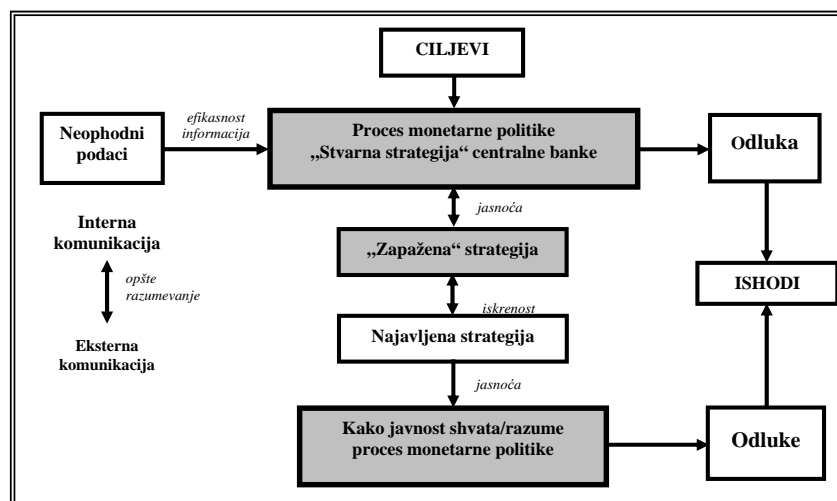 CILJEVI
efikasnost
informacija
Neophodni
podaci
Proces monetarne politike
„Stvarna strategija“ centralne banke
Odluka
jasnoća
Interna
komunikacija
„Zapažena“ strategija
opšte
razumevanje
ISHODI
iskrenost
Najavljena strategija
Eksterna
komunikacija
jasnoća
Kako javnost shvata/razume
proces monetarne politike
Odluke